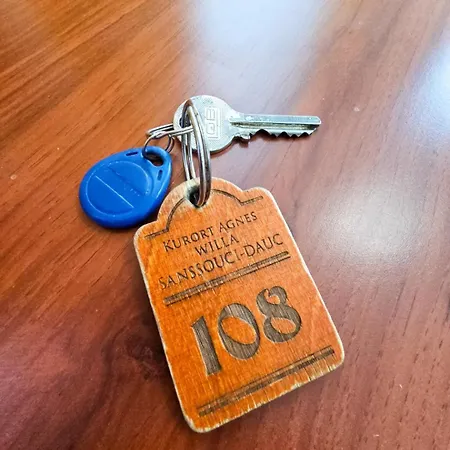 KURORT AGNES
WILLA
SANSSOUCI-DAUC
108